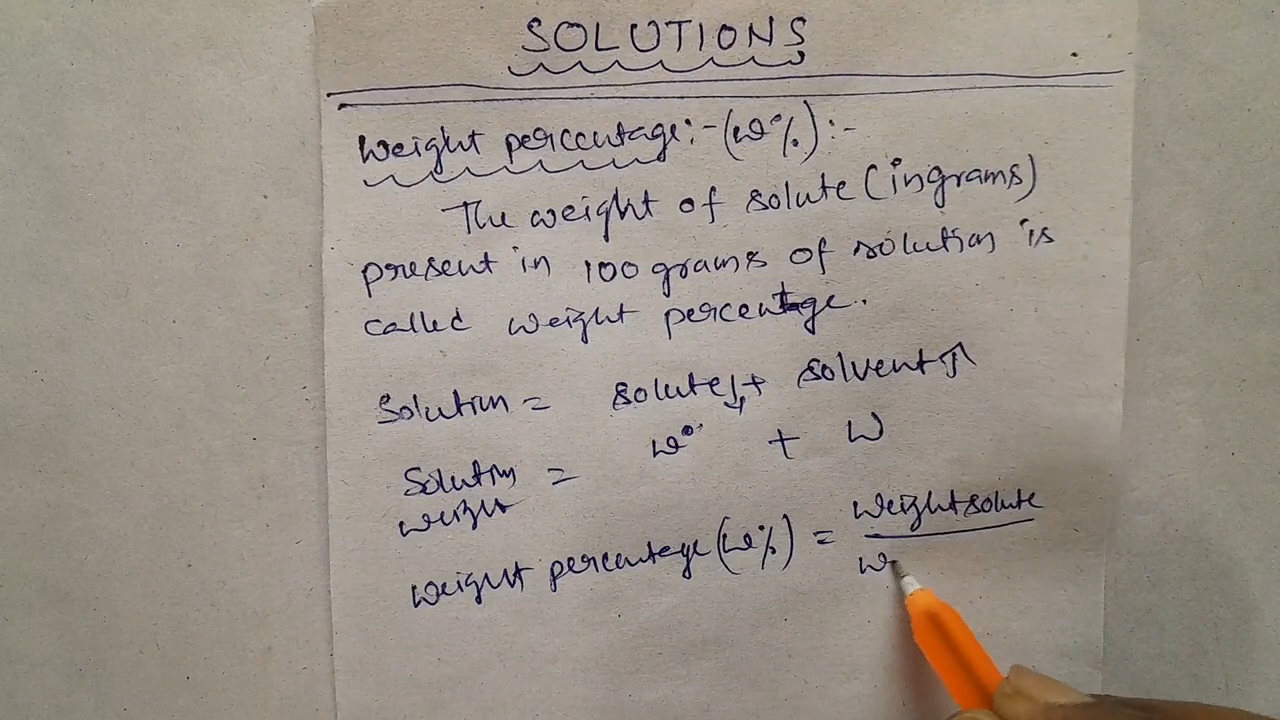 SOLUTIONS
Weight percentage:-(w%):-
The weight of solute (in grams)
present in 100 grams of solution is
called weight percentage.
Solution = solute + solvent
Solution weight = w° + W
weight percentage (w%) = Weight solute
w